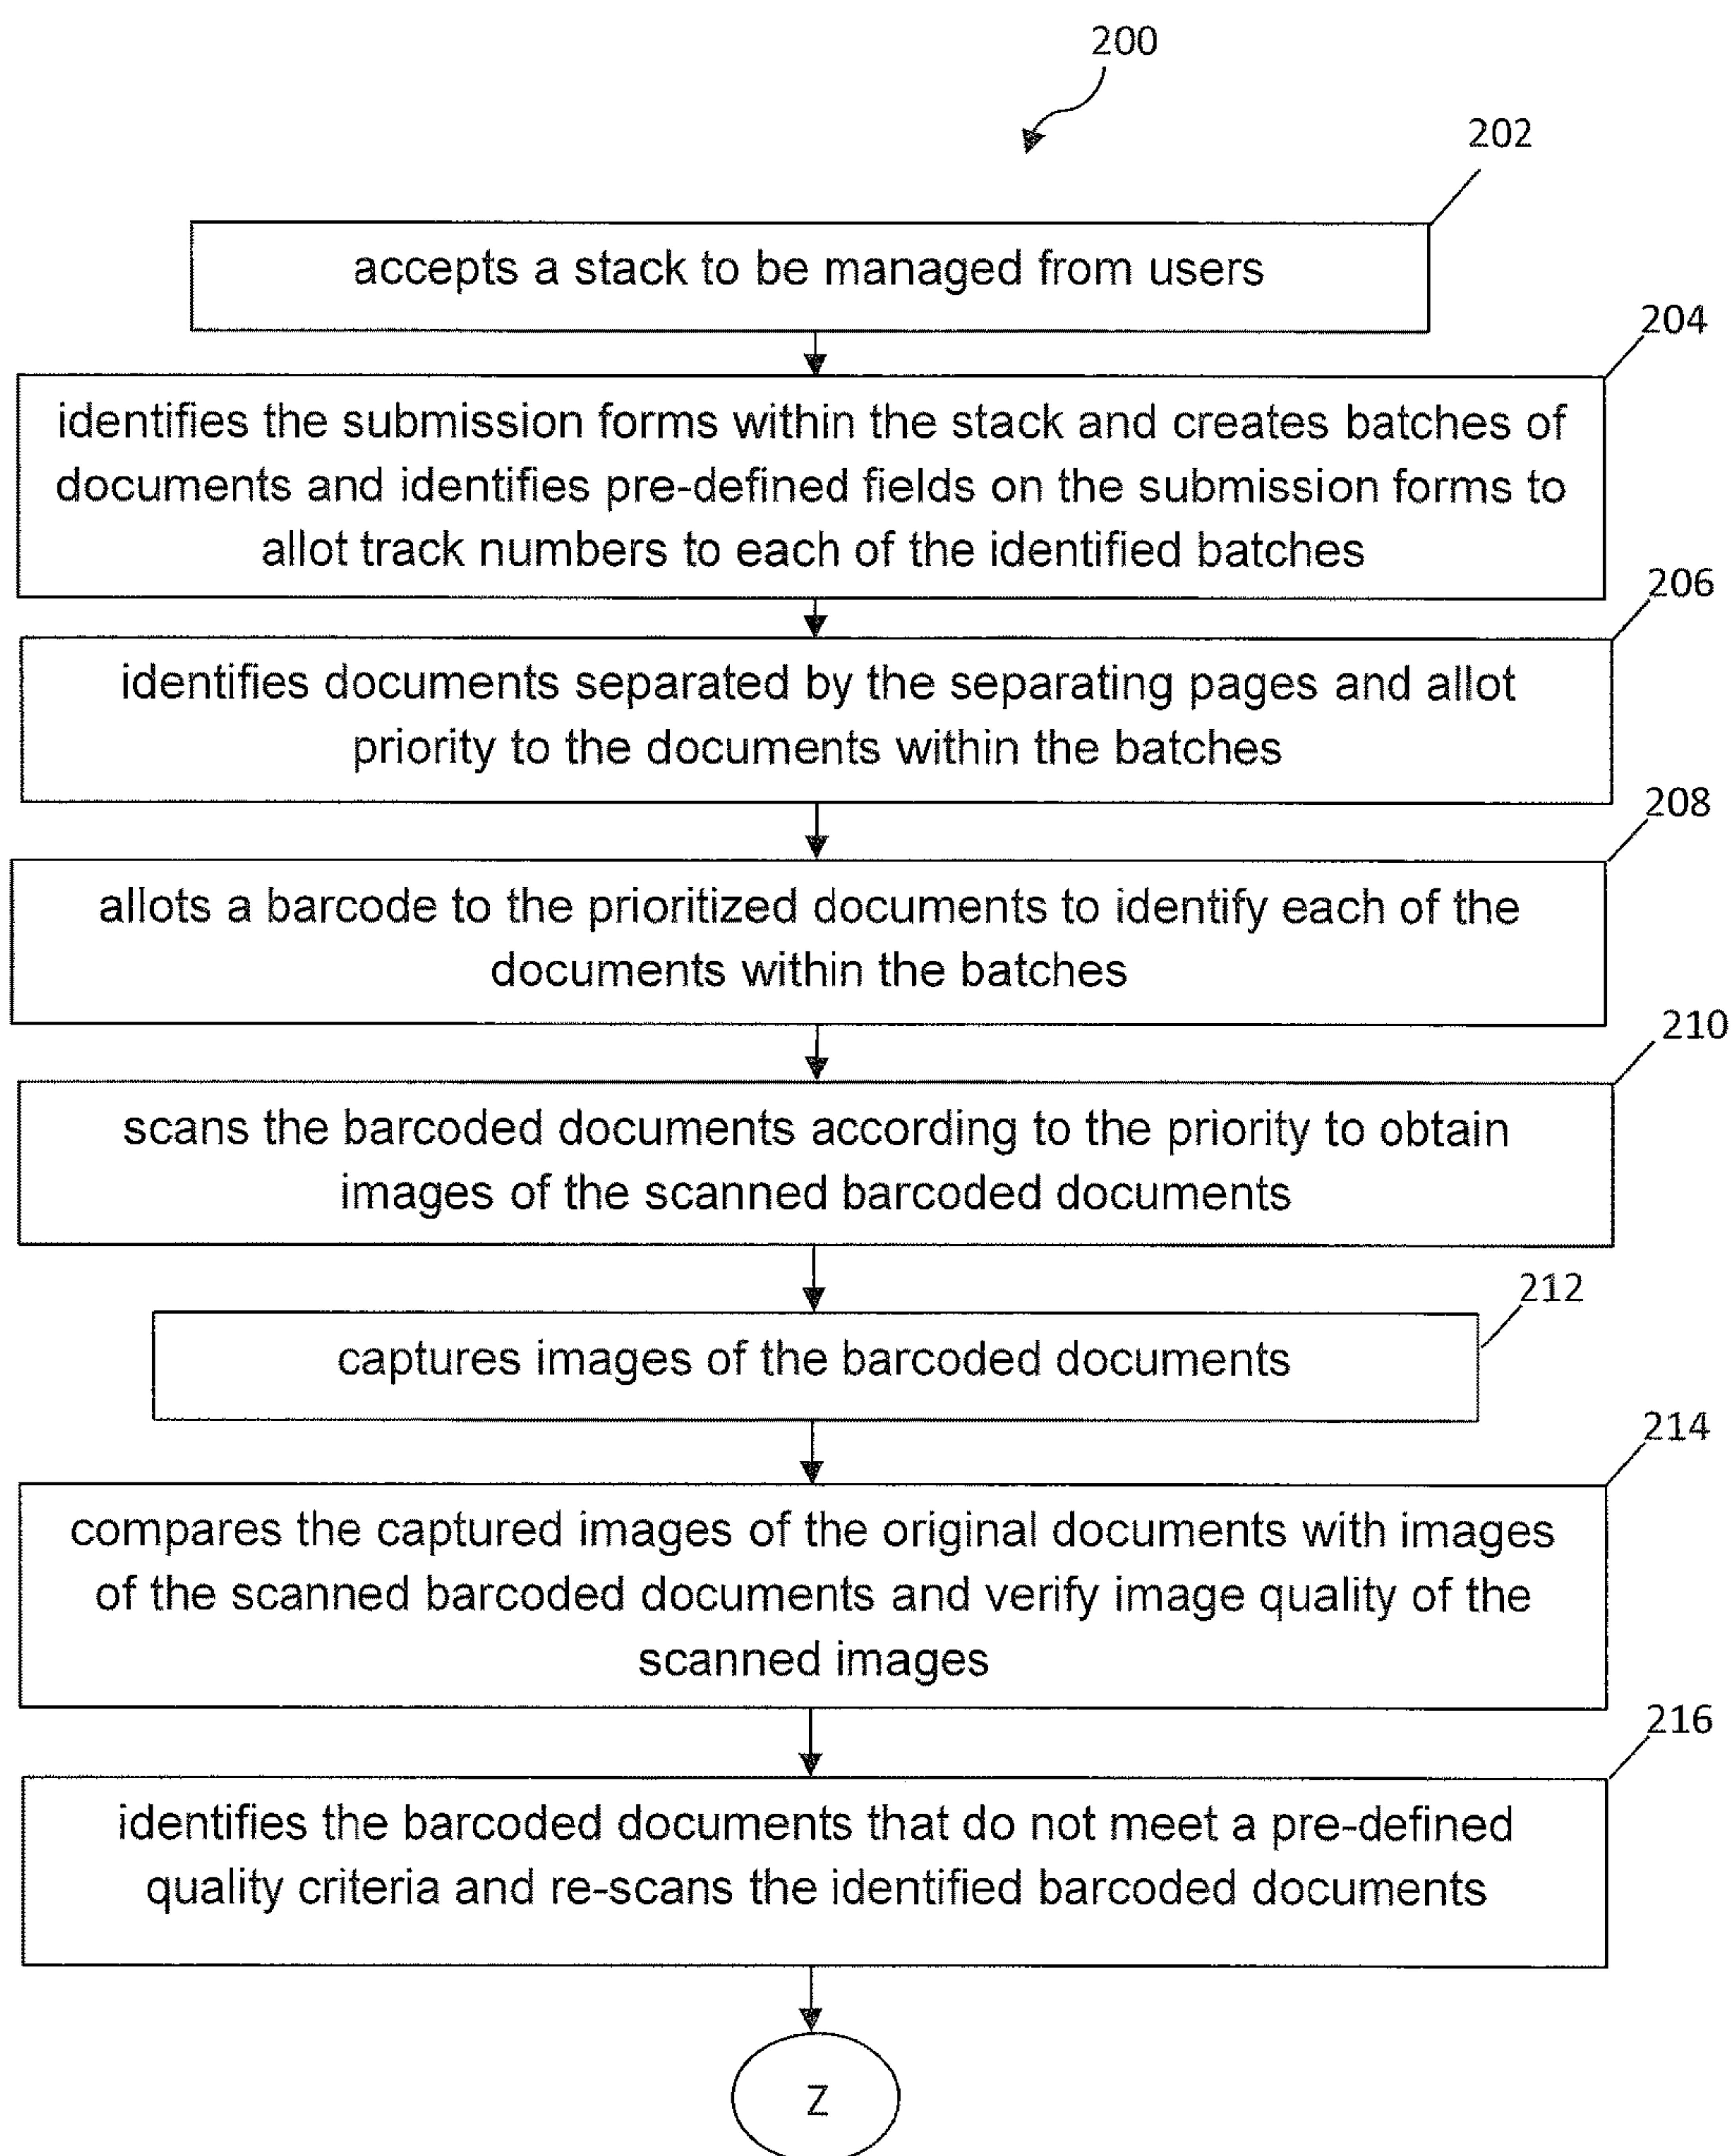 200
202
accepts a stack to be managed from users
204
identifies the submission forms within the stack and creates batches of
documents and identifies pre-defined fields on the submission forms to
allot track numbers to each of the identified batches
206
identifies documents separated by the separating pages and allot
priority to the documents within the batches
208
allots a barcode to the prioritized documents to identify each of the
documents within the batches
210
scans the barcoded documents according to the priority to obtain
images of the scanned barcoded documents
212
captures images of the barcoded documents
214
compares the captured images of the original documents with images
of the scanned barcoded documents and verify image quality of the
scanned images
216
identifies the barcoded documents that do not meet a pre-defined
quality criteria and re-scans the identified barcoded documents
Z